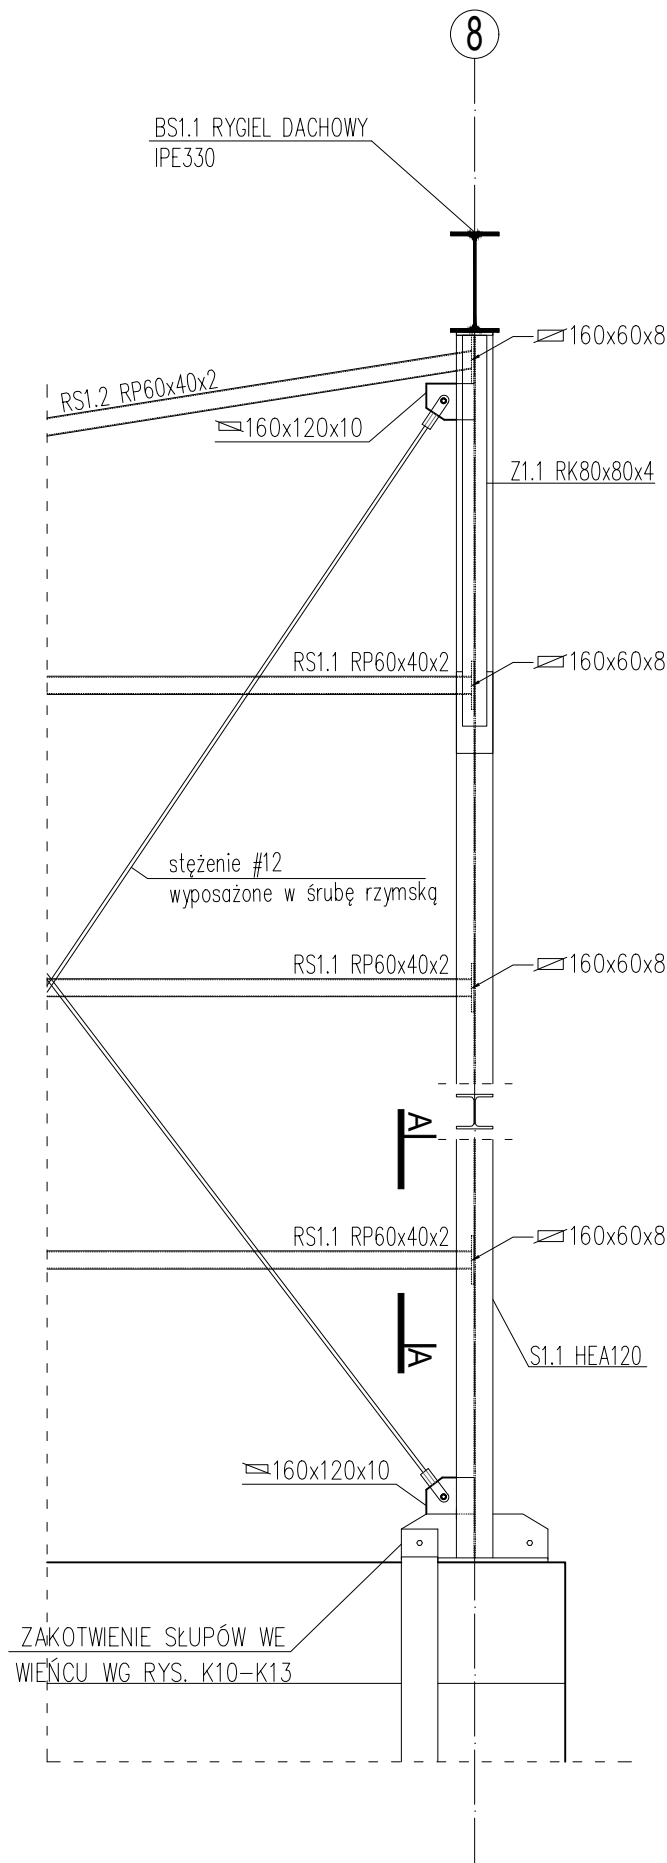 8
BS1.1 RYGIEL DACHOWY
IPE330
160x60x8
RS1.2 RP60x40x2
160x120x10
Z1.1 RK80x80x4
RS1.1 RP60x40x2
160x60x8
stężenie #12
wyposażone w śrubę rzymską
RS1.1 RP60x40x2
160x60x8
A
RS1.1 RP60x40x2
160x60x8
A
S1.1 HEA120
160x120x10
ZAKOTWIENIE SŁUPÓW WE
WIEŃCU WG RYS. K10-K13